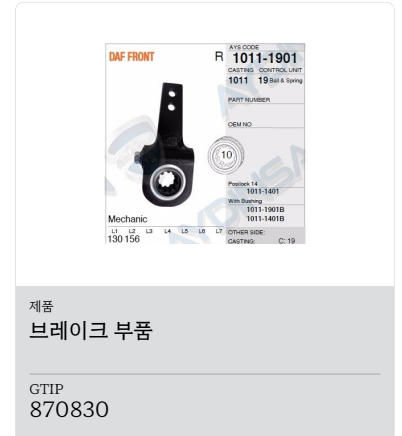 DAF FRONT
R
AYS CODE
1011-1901
CASTING CONTROL UNIT
1011 19 Ball & Spring
PART NUMBER
OEM NO
10
Poslock 14
1011-1401
With Bushing
1011-1901B
1011-1401B
Mechanic
L1 L2 L3 L4 L5 L6 L7
130 156
OTHER SIDE:
CASTING: C: 19
AYDINSA
제품
브레이크 부품
GTIP
870830